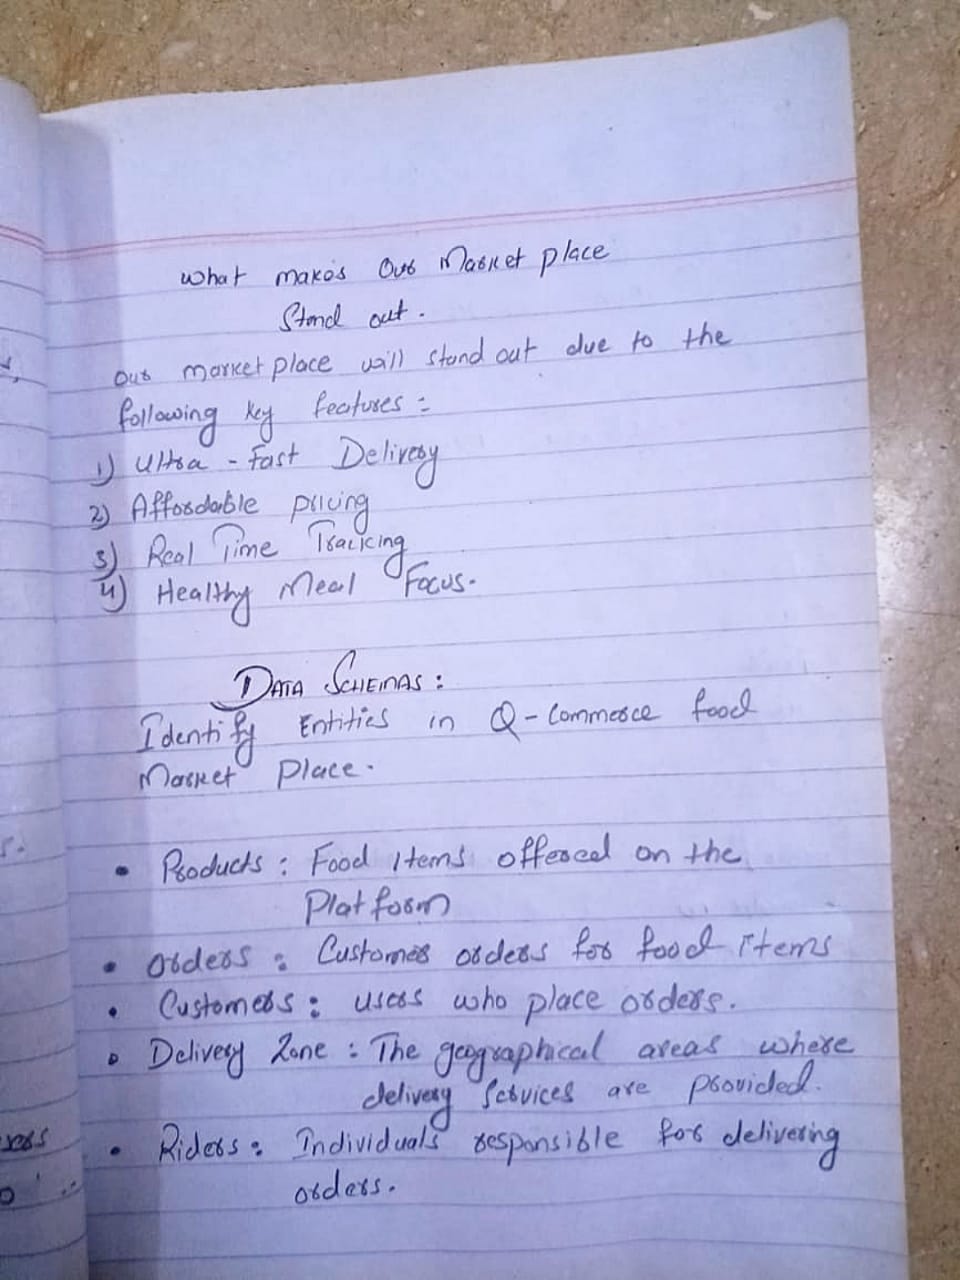 What makes Our Market place
Stand out.
our market place will stand out due to the
following key features :-
1) Ultra - Fast Delivery
2) Affordable pricing
3) Real Time Tracking
4) Healthy Meal Focus.
DATA SCHEMAS :
Identify Entities in Q-Commerce food
Market Place.
• Products : Food Items offered on the
Platform
• orders : Customer orders for food items
• Customers : users who place orders.
• Delivery Zone : The geographical areas where
delivery services are provided.
• Riders : Individuals responsible for delivering
orders.